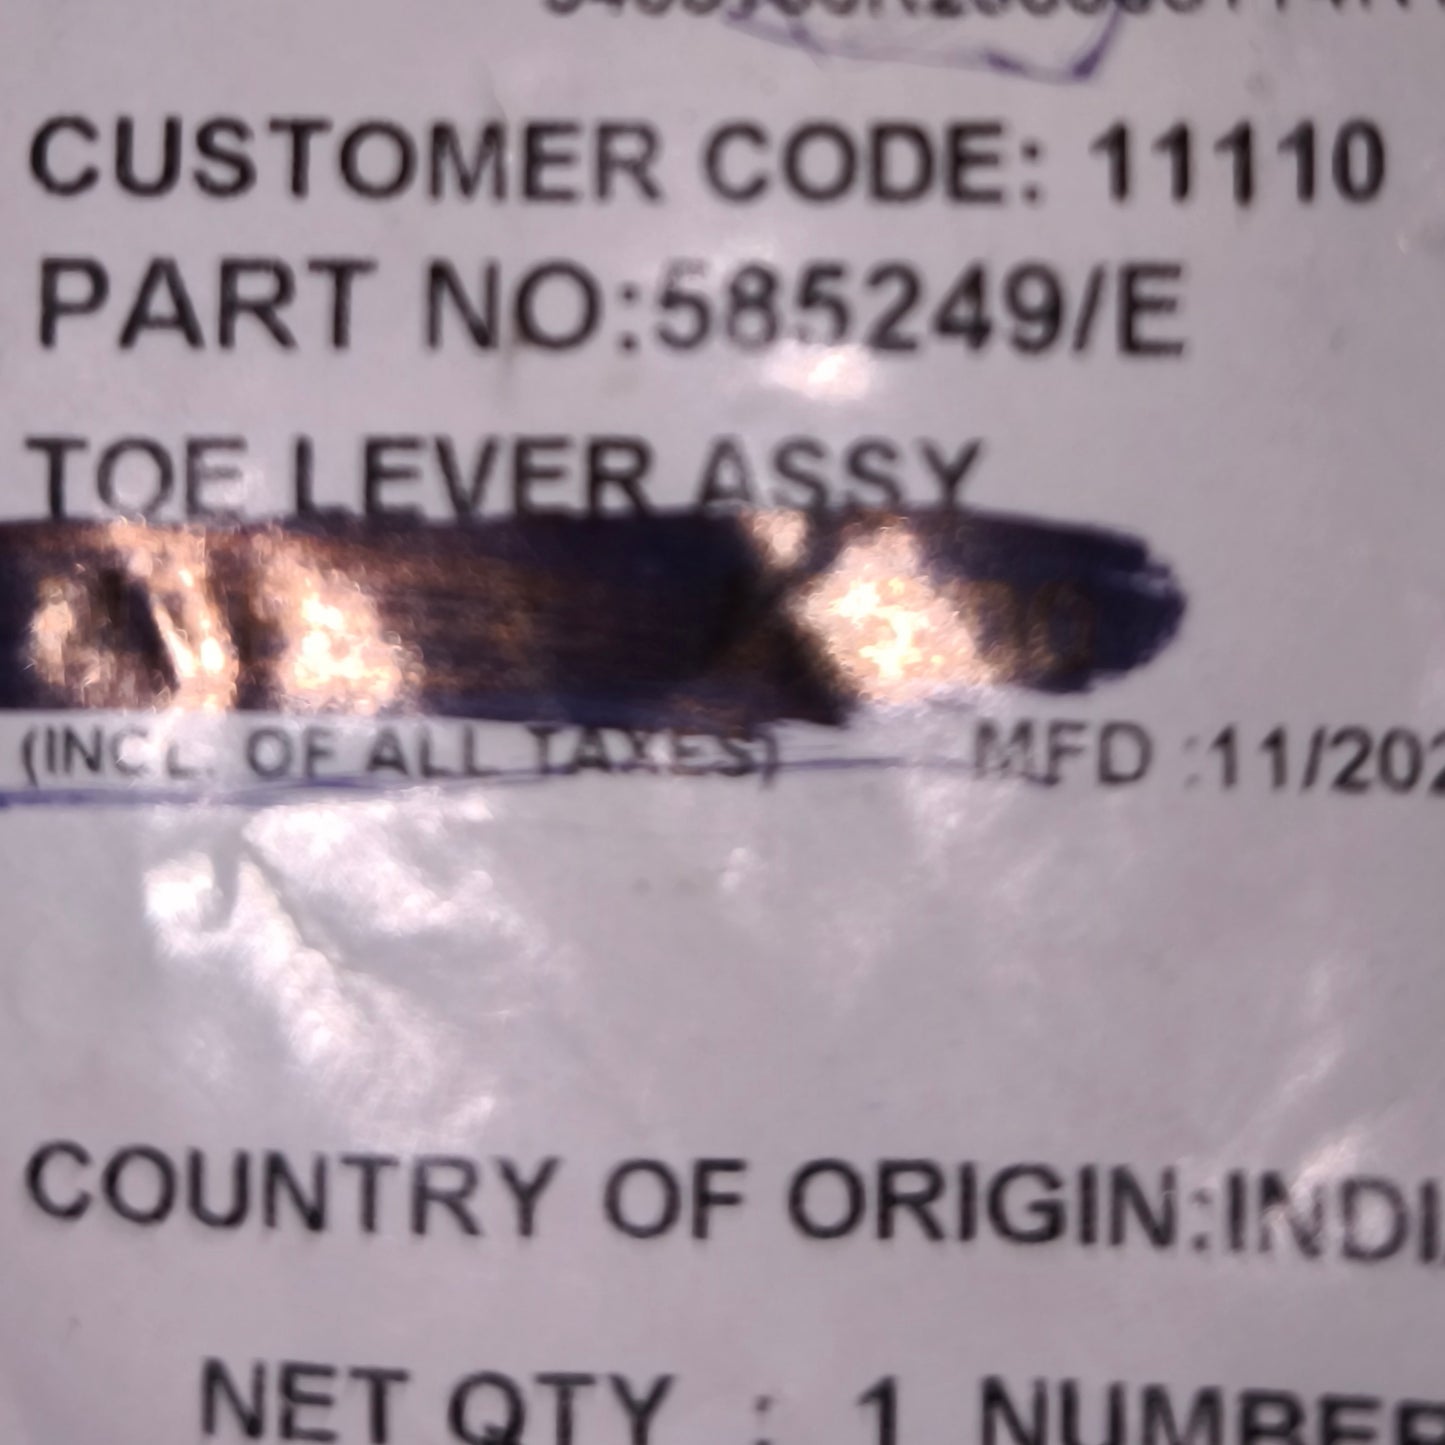 CUSTOMER CODE: 11110
PART NO:585249/E
TOE LEVER ASSY
(INCL. OF ALL TAXES) MFD :11/202
COUNTRY OF ORIGIN:INDI
NET QTY : 1 NUMBER